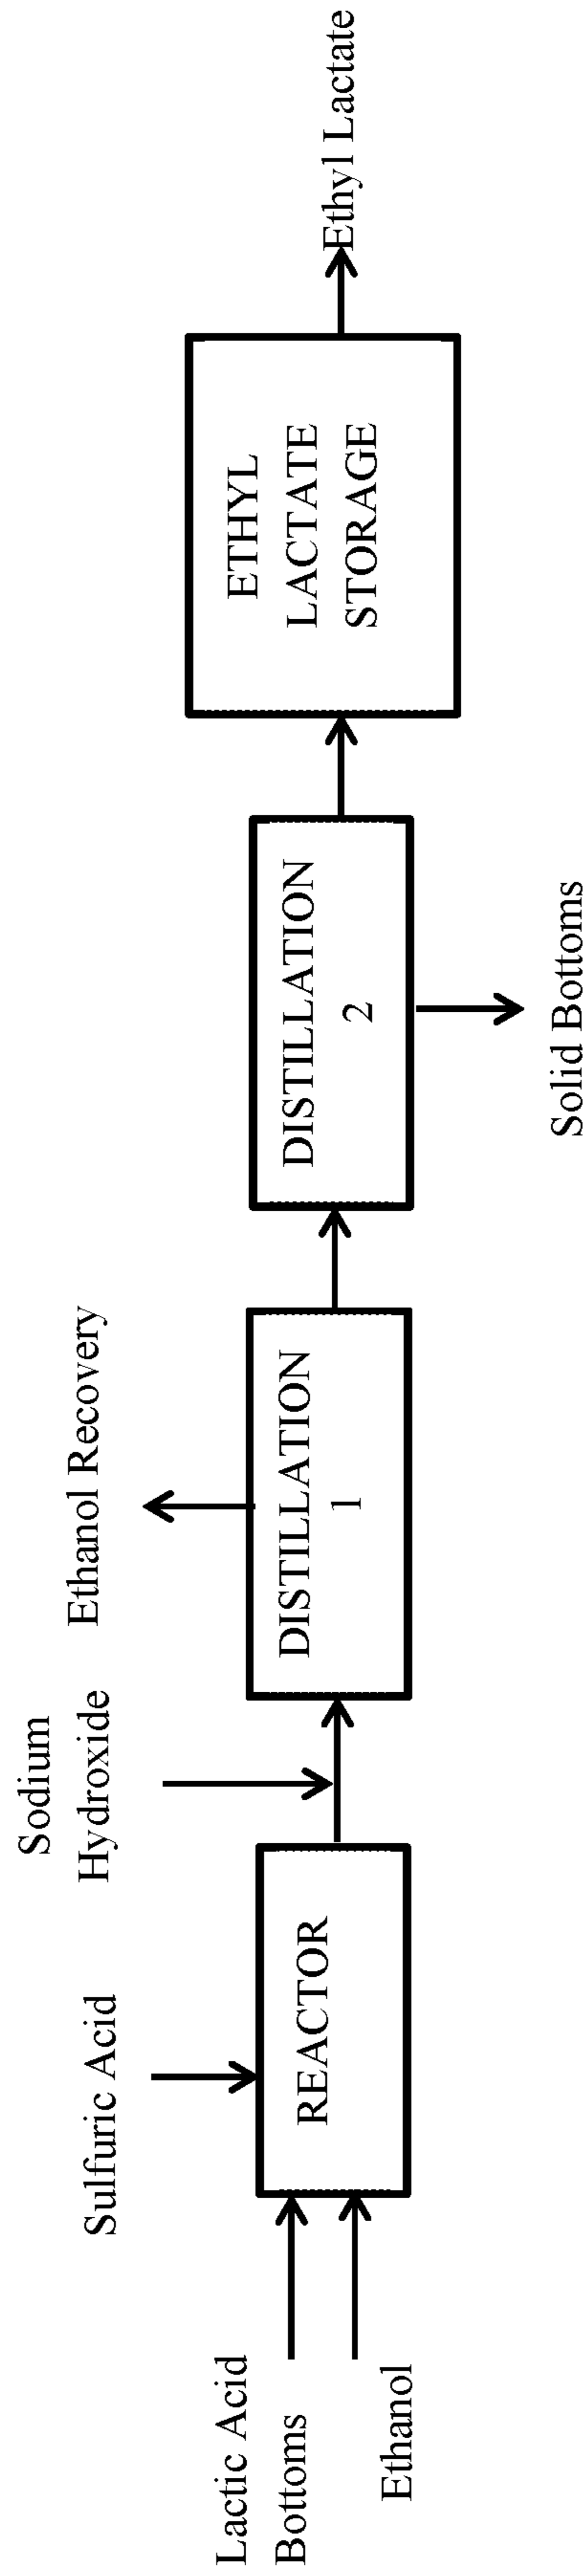 Lactic Acid
Bottoms
Ethanol
Sulfuric Acid
REACTOR
Sodium
Hydroxide
Ethanol Recovery
DISTILLATION
1
DISTILLATION
2
Solid Bottoms
ETHYL
LACTATE
STORAGE
Ethyl Lactate